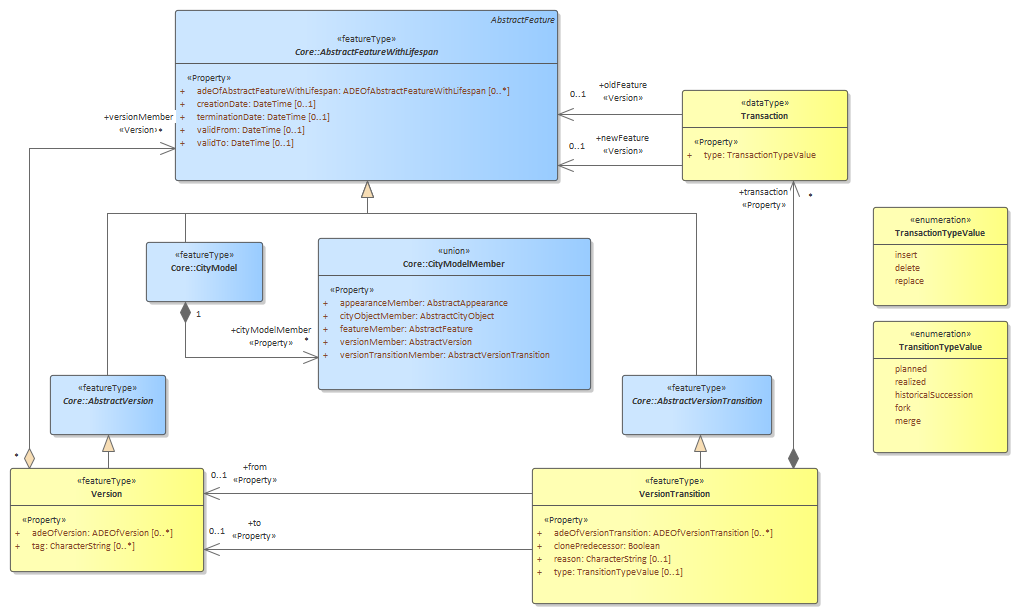 AbstractFeature
«featureType»
Core::AbstractFeatureWithLifespan
«Property»
+ adeOfAbstractFeatureWithLifespan: ADEOfAbstractFeatureWithLifespan [0..*]
+ creationDate: DateTime [0..1]
+ terminationDate: DateTime [0..1]
+ validFrom: DateTime [0..1]
+ validTo: DateTime [0..1]
+versionMember
«Version» *
+oldFeature
0..1 «Version»
+newFeature
0..1 «Version»
«dataType»
Transaction
«Property»
+ type: TransactionTypeValue
+transaction *
«Property»
«enumeration»
TransactionTypeValue
insert
delete
replace
«featureType»
Core::CityModel
1
+cityModelMember *
«Property»
«union»
Core::CityModelMember
«Property»
+ appearanceMember: AbstractAppearance
+ cityObjectMember: AbstractCityObject
+ featureMember: AbstractFeature
+ versionMember: AbstractVersion
+ versionTransitionMember: AbstractVersionTransition
«enumeration»
TransitionTypeValue
planned
realized
historicalSuccession
fork
merge
«featureType»
Core::AbstractVersion
«featureType»
Core::AbstractVersionTransition
*
«featureType»
Version
«Property»
+ adeOfVersion: ADEOfVersion [0..*]
+ tag: CharacterString [0..*]
+from
0..1 «Property»
+to
0..1 «Property»
«featureType»
VersionTransition
«Property»
+ adeOfVersionTransition: ADEOfVersionTransition [0..*]
+ clonePredecessor: Boolean
+ reason: CharacterString [0..1]
+ type: TransitionTypeValue [0..1]